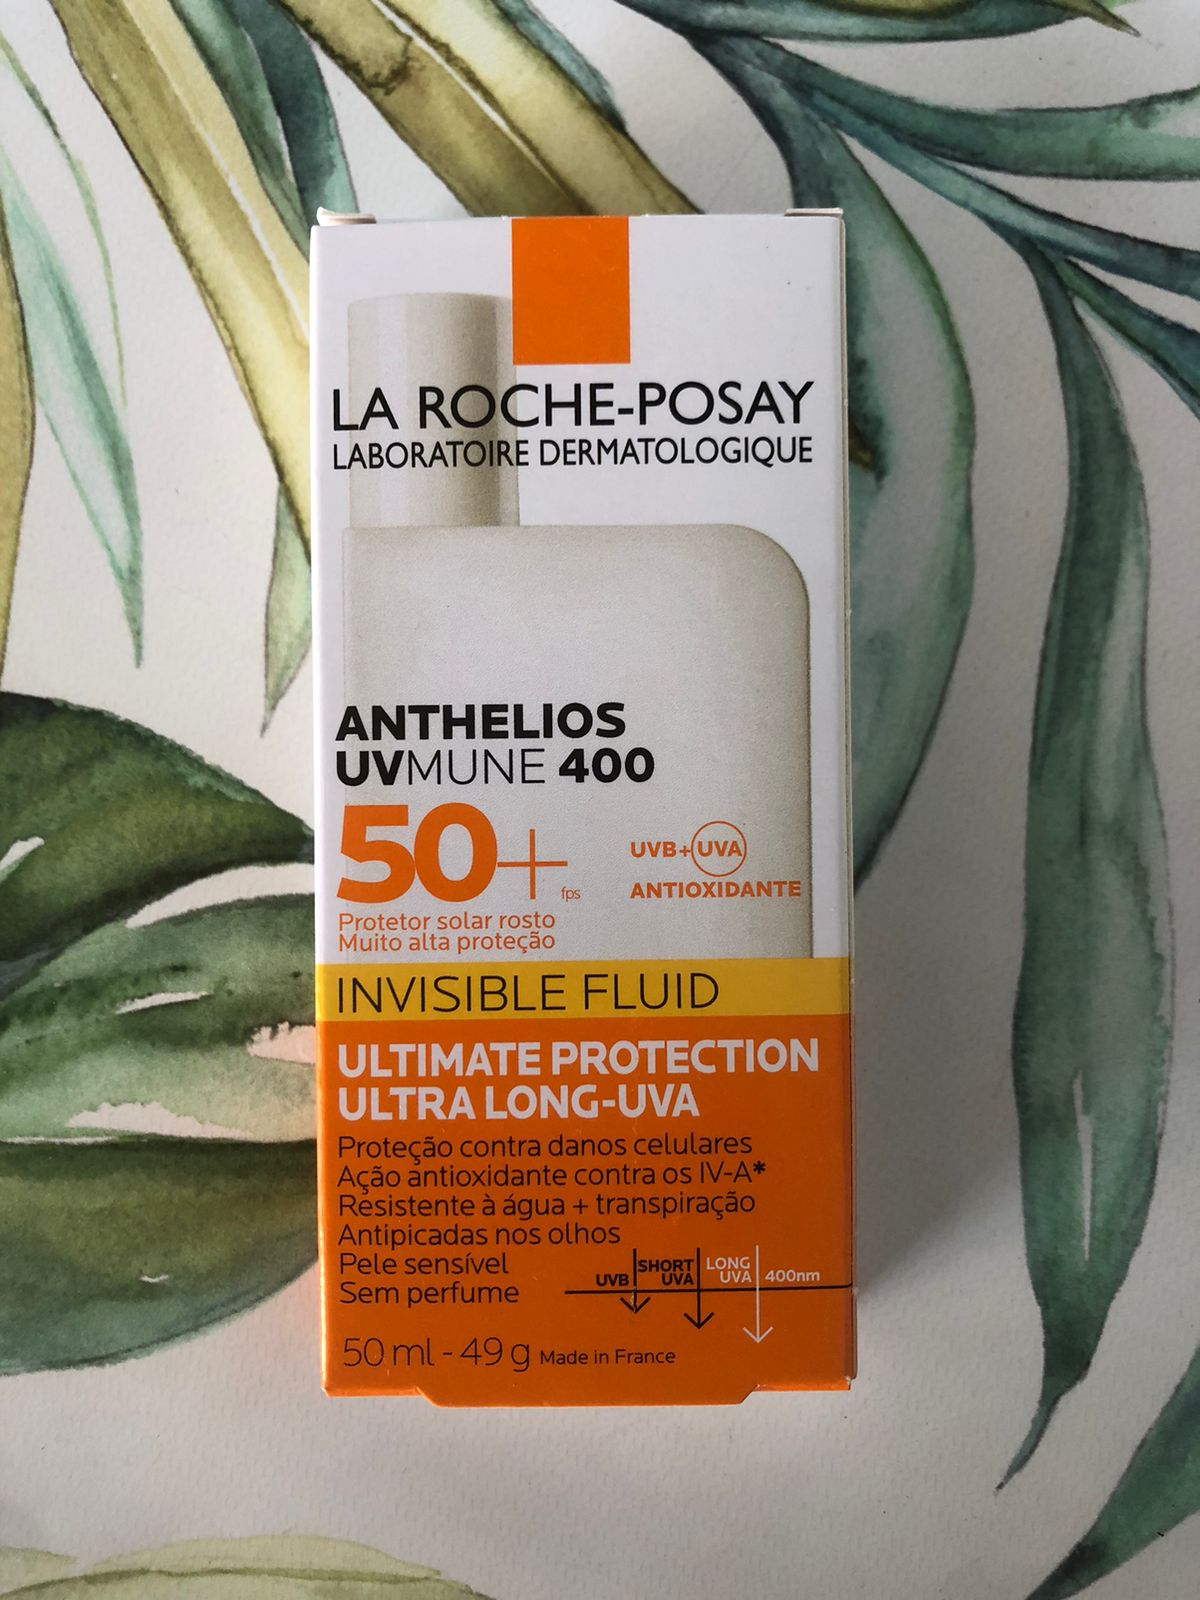 LA ROCHE-POSAY
LABORATOIRE DERMATOLOGIQUE
ANTHELIOS
UVMUNE 400
50+ fps
UVB+UVA
ANTIOXIDANTE
Protetor solar rosto
Muito alta proteção
INVISIBLE FLUID
ULTIMATE PROTECTION
ULTRA LONG-UVA
Proteção contra danos celulares
Ação antioxidante contra os IV-A*
Resistente à água + transpiração
Antipicadas nos olhos
Pele sensível
Sem perfume
UVB
SHORT
UVA
LONG
UVA
400nm
50 ml - 49 g Made in France